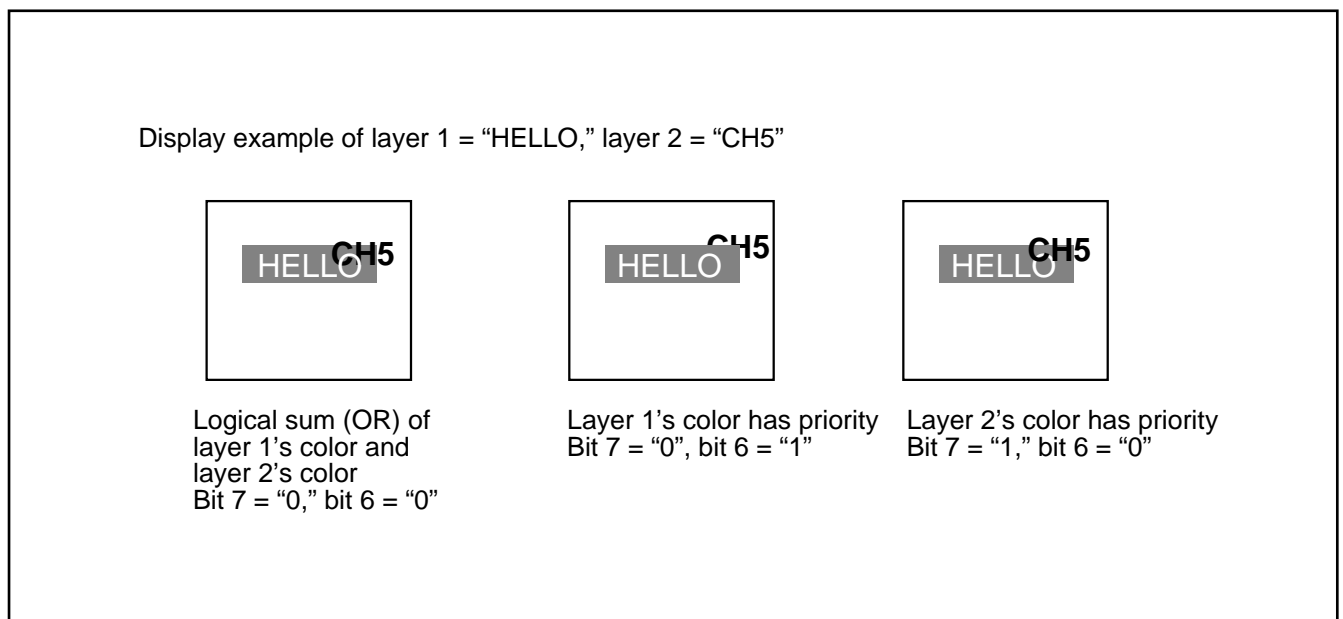 Display example of layer 1 = “HELLO,” layer 2 = “CH5”
CH5
HELLO
CH5
HELLO
CH5
HELLO
Logical sum (OR) of
layer 1’s color and
layer 2’s color
Bit 7 = “0,” bit 6 = “0”
Layer 1’s color has priority
Bit 7 = “0”, bit 6 = “1”
Layer 2’s color has priority
Bit 7 = “1,” bit 6 = “0”